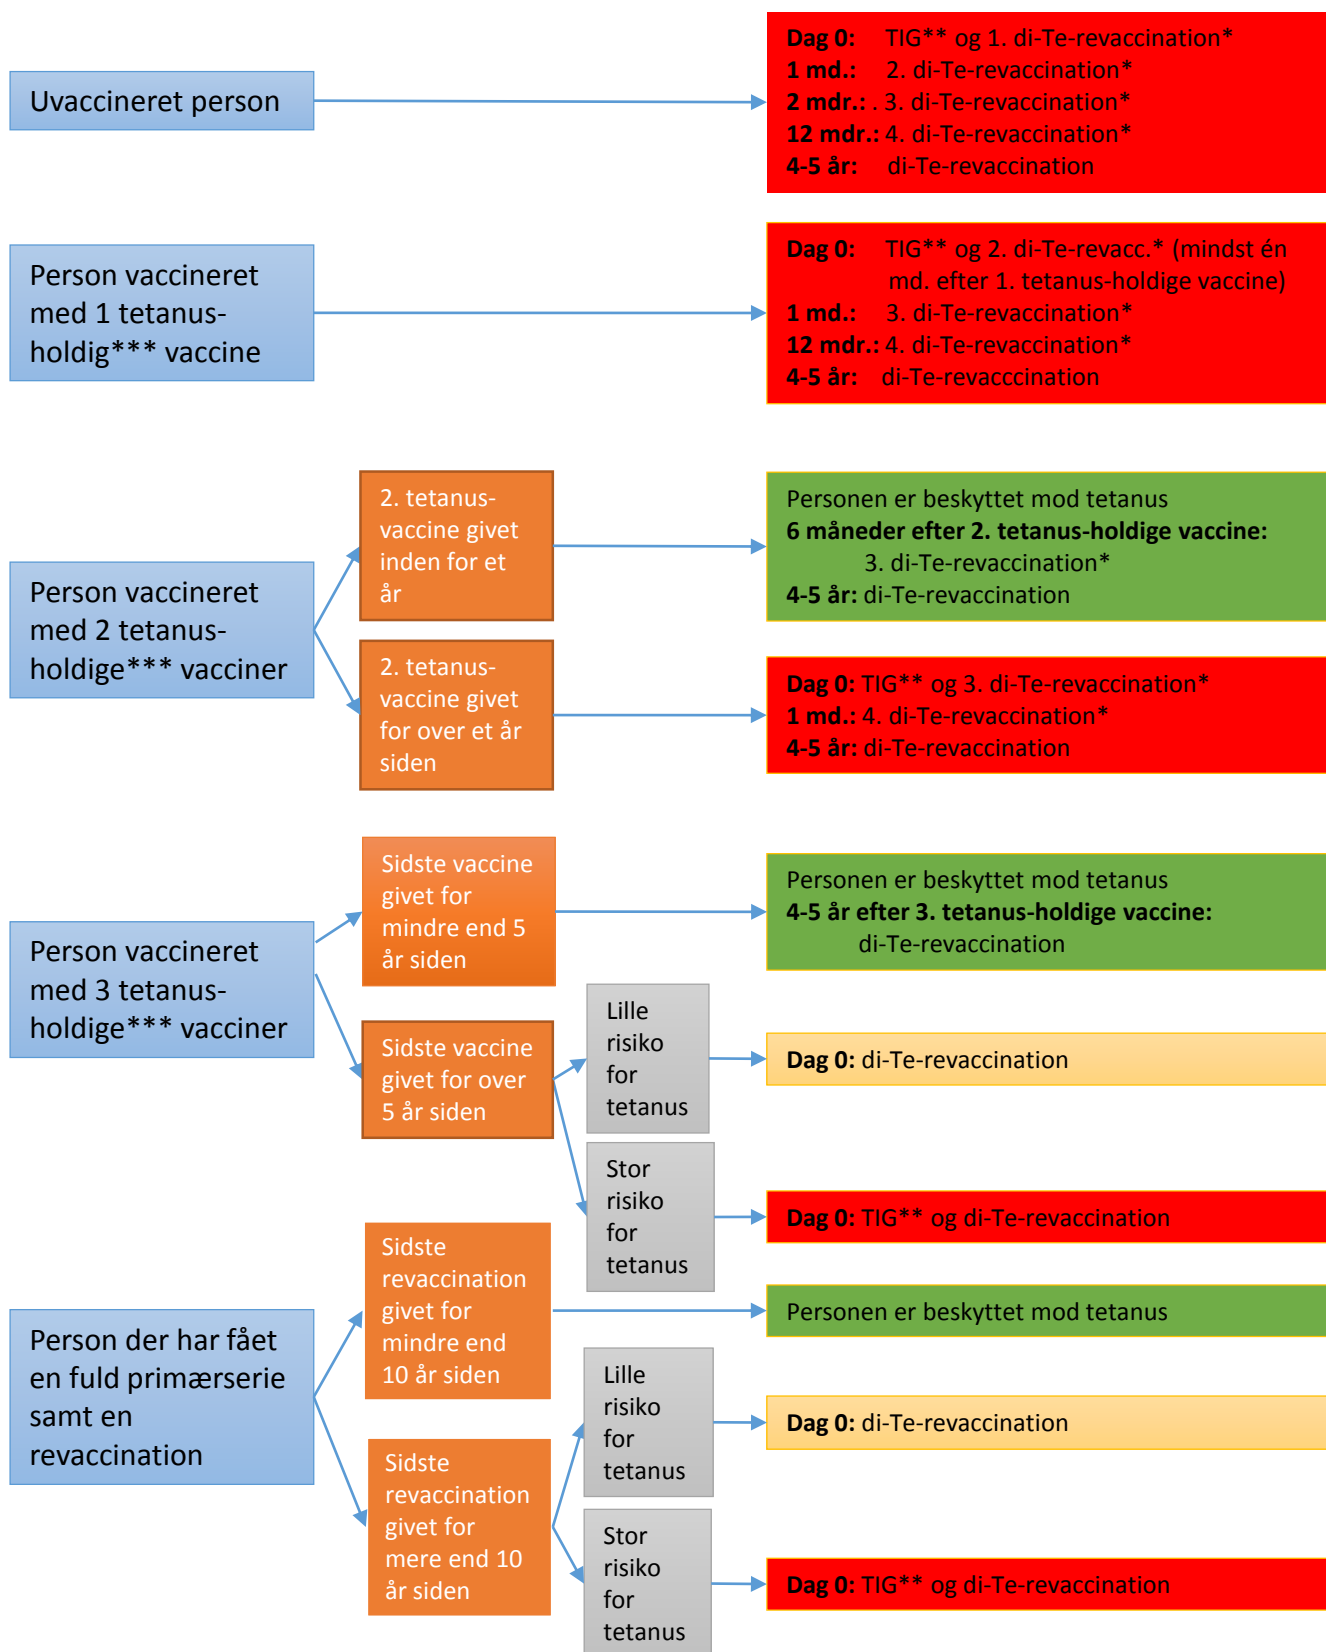 Uvaccineret person
Dag 0: TIG** og 1. di-Te-revaccination*
1 md.: 2. di-Te-revaccination*
2 mdr.: . 3. di-Te-revaccination*
12 mdr.: 4. di-Te-revaccination*
4-5 år: di-Te-revaccination
Person vaccineret
med 1 tetanus-
holdig*** vaccine
Dag 0: TIG** og 2. di-Te-revacc.* (mindst én
md. efter 1. tetanus-holdige vaccine)
1 md.: 3. di-Te-revaccination*
12 mdr.: 4. di-Te-revaccination*
4-5 år: di-Te-revacccination
Person vaccineret
med 2 tetanus-
holdige*** vacciner
2. tetanus-
vaccine givet
inden for et
år
Personen er beskyttet mod tetanus
6 måneder efter 2. tetanus-holdige vaccine:
3. di-Te-revaccination*
4-5 år: di-Te-revaccination
2. tetanus-
vaccine givet
for over et år
siden
Dag 0: TIG** og 3. di-Te-revaccination*
1 md.: 4. di-Te-revaccination*
4-5 år: di-Te-revaccination
Person vaccineret
med 3 tetanus-
holdige*** vacciner
Sidste vaccine
givet for
mindre end 5
år siden
Personen er beskyttet mod tetanus
4-5 år efter 3. tetanus-holdige vaccine:
di-Te-revaccination
Sidste vaccine
givet for over
5 år siden
Lille
risiko
for
tetanus
Dag 0: di-Te-revaccination
Stor
risiko
for
tetanus
Dag 0: TIG** og di-Te-revaccination
Person der har fået
en fuld primærserie
samt en
revaccination
Sidste
revaccination
givet for
mindre end
10 år siden
Personen er beskyttet mod tetanus
Sidste
revaccination
givet for
mere end 10
år siden
Lille
risiko
for
tetanus
Dag 0: di-Te-revaccination
Stor
risiko
for
tetanus
Dag 0: TIG** og di-Te-revaccination